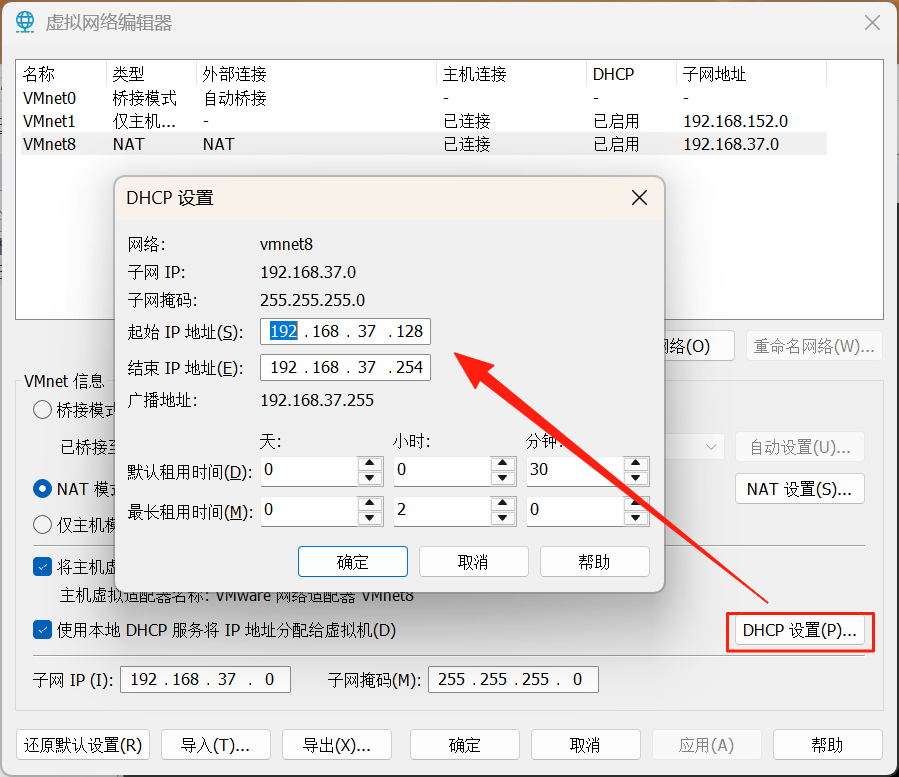 虚拟网络编辑器
名称 类型 外部连接 主机连接 DHCP 子网地址
VMnet0 桥接模式 自动桥接 - - -
VMnet1 仅主机... - 已连接 已启用 192.168.152.0
VMnet8 NAT NAT 已连接 已启用 192.168.37.0
DHCP 设置
网络: vmnet8
子网 IP: 192.168.37.0
子网掩码: 255.255.255.0
起始 IP 地址(S): 192 . 168 . 37 . 128
结束 IP 地址(E): 192 . 168 . 37 . 254
广播地址: 192.168.37.255
天: 小时: 分钟:
默认租用时间(D): 0 0 30
最长租用时间(M): 0 2 0
确定 取消 帮助
网络(O) 重命名网络(W)...
VMnet 信息
桥接模式
已桥接至 自动设置(U)...
NAT 模式 NAT 设置(S)...
仅主机模
将主机虚
主机虚拟适配器名称: VMware 网络适配器 VMnet8
使用本地 DHCP 服务将 IP 地址分配给虚拟机(D) DHCP 设置(P)...
子网 IP (I): 192 . 168 . 37 . 0 子网掩码(M): 255 . 255 . 255 . 0
还原默认设置(R) 导入(T)... 导出(X)... 确定 取消 应用(A) 帮助